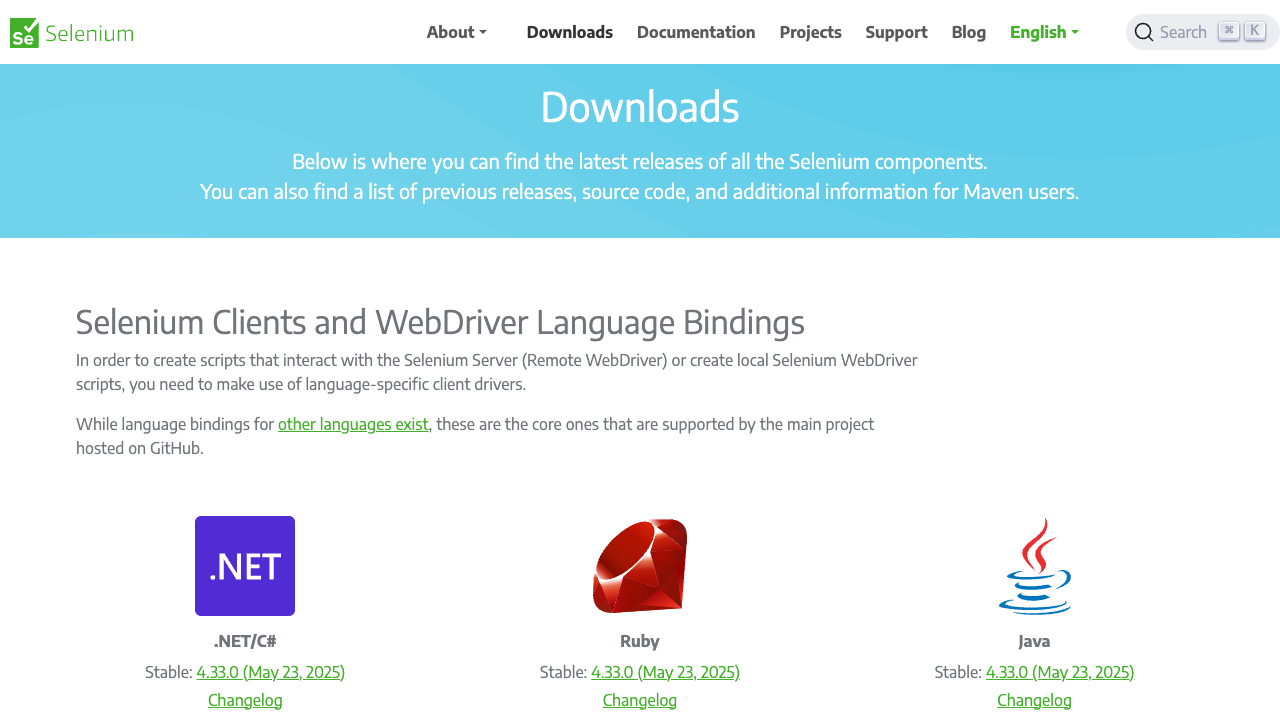 Se Selenium
About
Downloads
Documentation
Projects
Support
Blog
English
Search
⌘
K
Downloads
Below is where you can find the latest releases of all the Selenium components.
You can also find a list of previous releases, source code, and additional information for Maven users.
Selenium Clients and WebDriver Language Bindings
In order to create scripts that interact with the Selenium Server (Remote WebDriver) or create local Selenium WebDriver
scripts, you need to make use of language-specific client drivers.
While language bindings for other languages exist, these are the core ones that are supported by the main project
hosted on GitHub.
.NET
.NET/C#
Stable: 4.33.0 (May 23, 2025)
Changelog
Ruby
Stable: 4.33.0 (May 23, 2025)
Changelog
Java
Stable: 4.33.0 (May 23, 2025)
Changelog